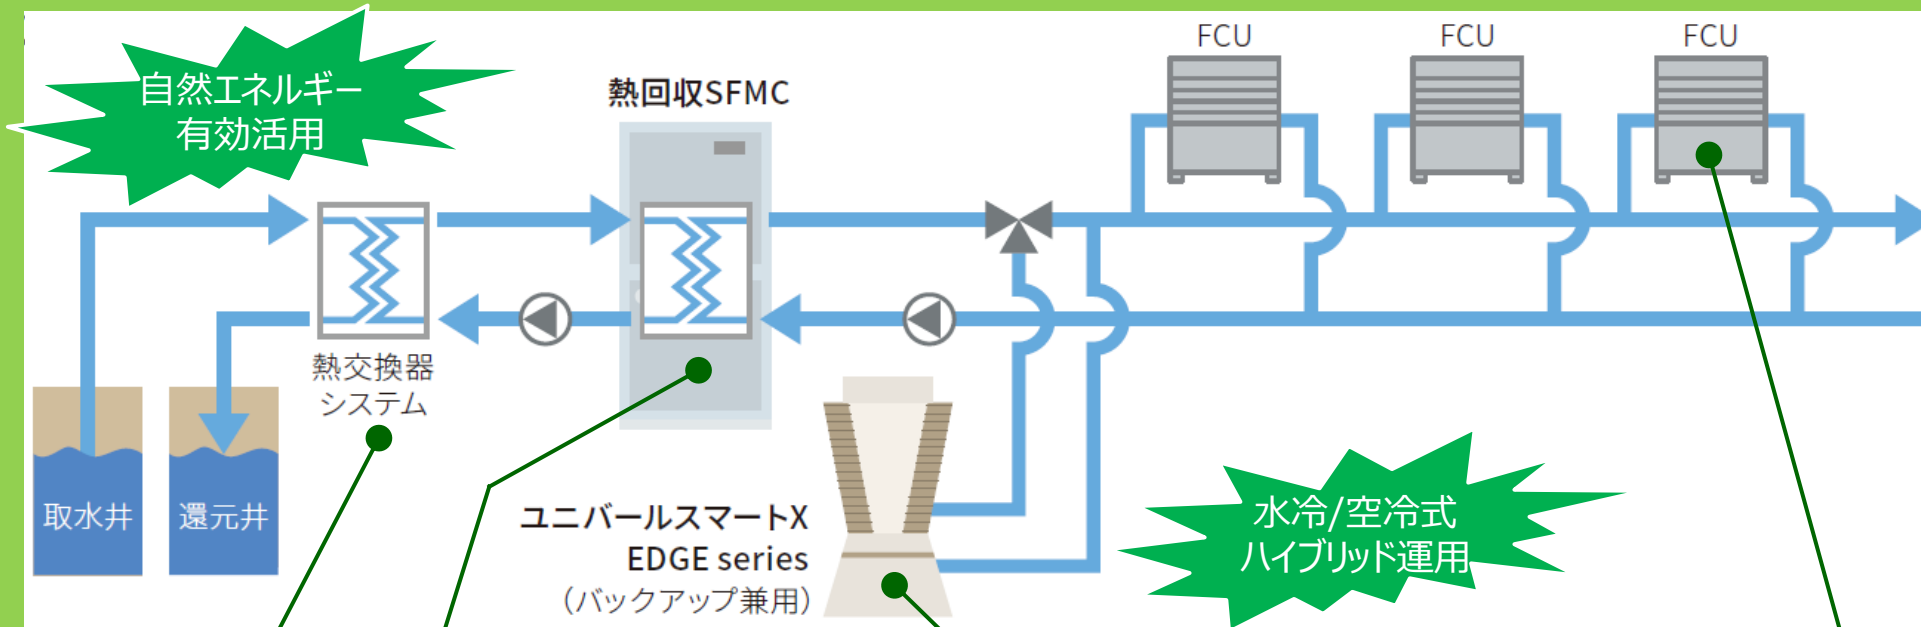 自然エネルギー
有効活用
熱回収SFMC
FCU
FCU
FCU
熱交換器
システム
取水井
還元井
ユニバールスマートX
EDGE series
（バックアップ兼用）
水冷/空冷式
ハイブリッド運用